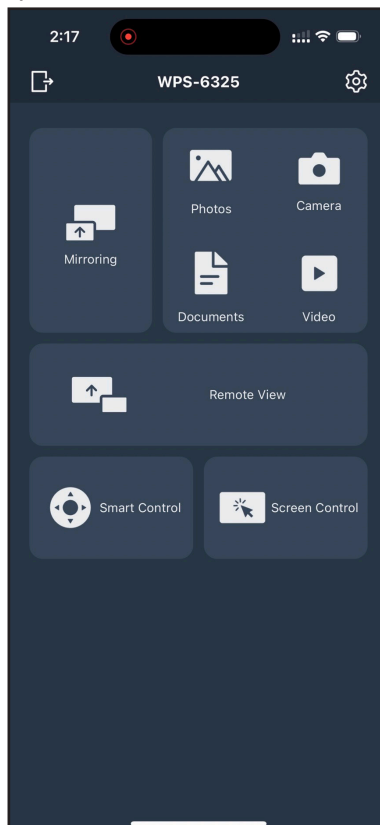 2:17
WPS-6325
Mirroring
Photos
Camera
Documents
Video
Remote View
Smart Control
Screen Control